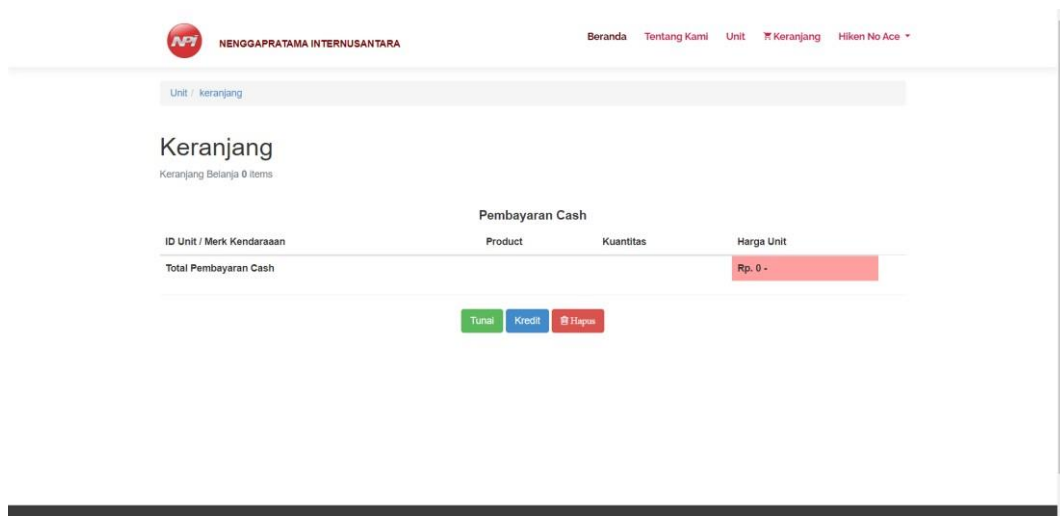 NPi NENGGAPRATAMA INTERNUSANTARA Beranda Tentang Kami Unit Keranjang Hiken No Ace
Unit / keranjang
Keranjang
Keranjang Belanja 0 items
Pembayaran Cash
ID Unit / Merk Kendaraaan Product Kuantitas Harga Unit
Total Pembayaran Cash Rp. 0 -
Tunai Kredit Hapus